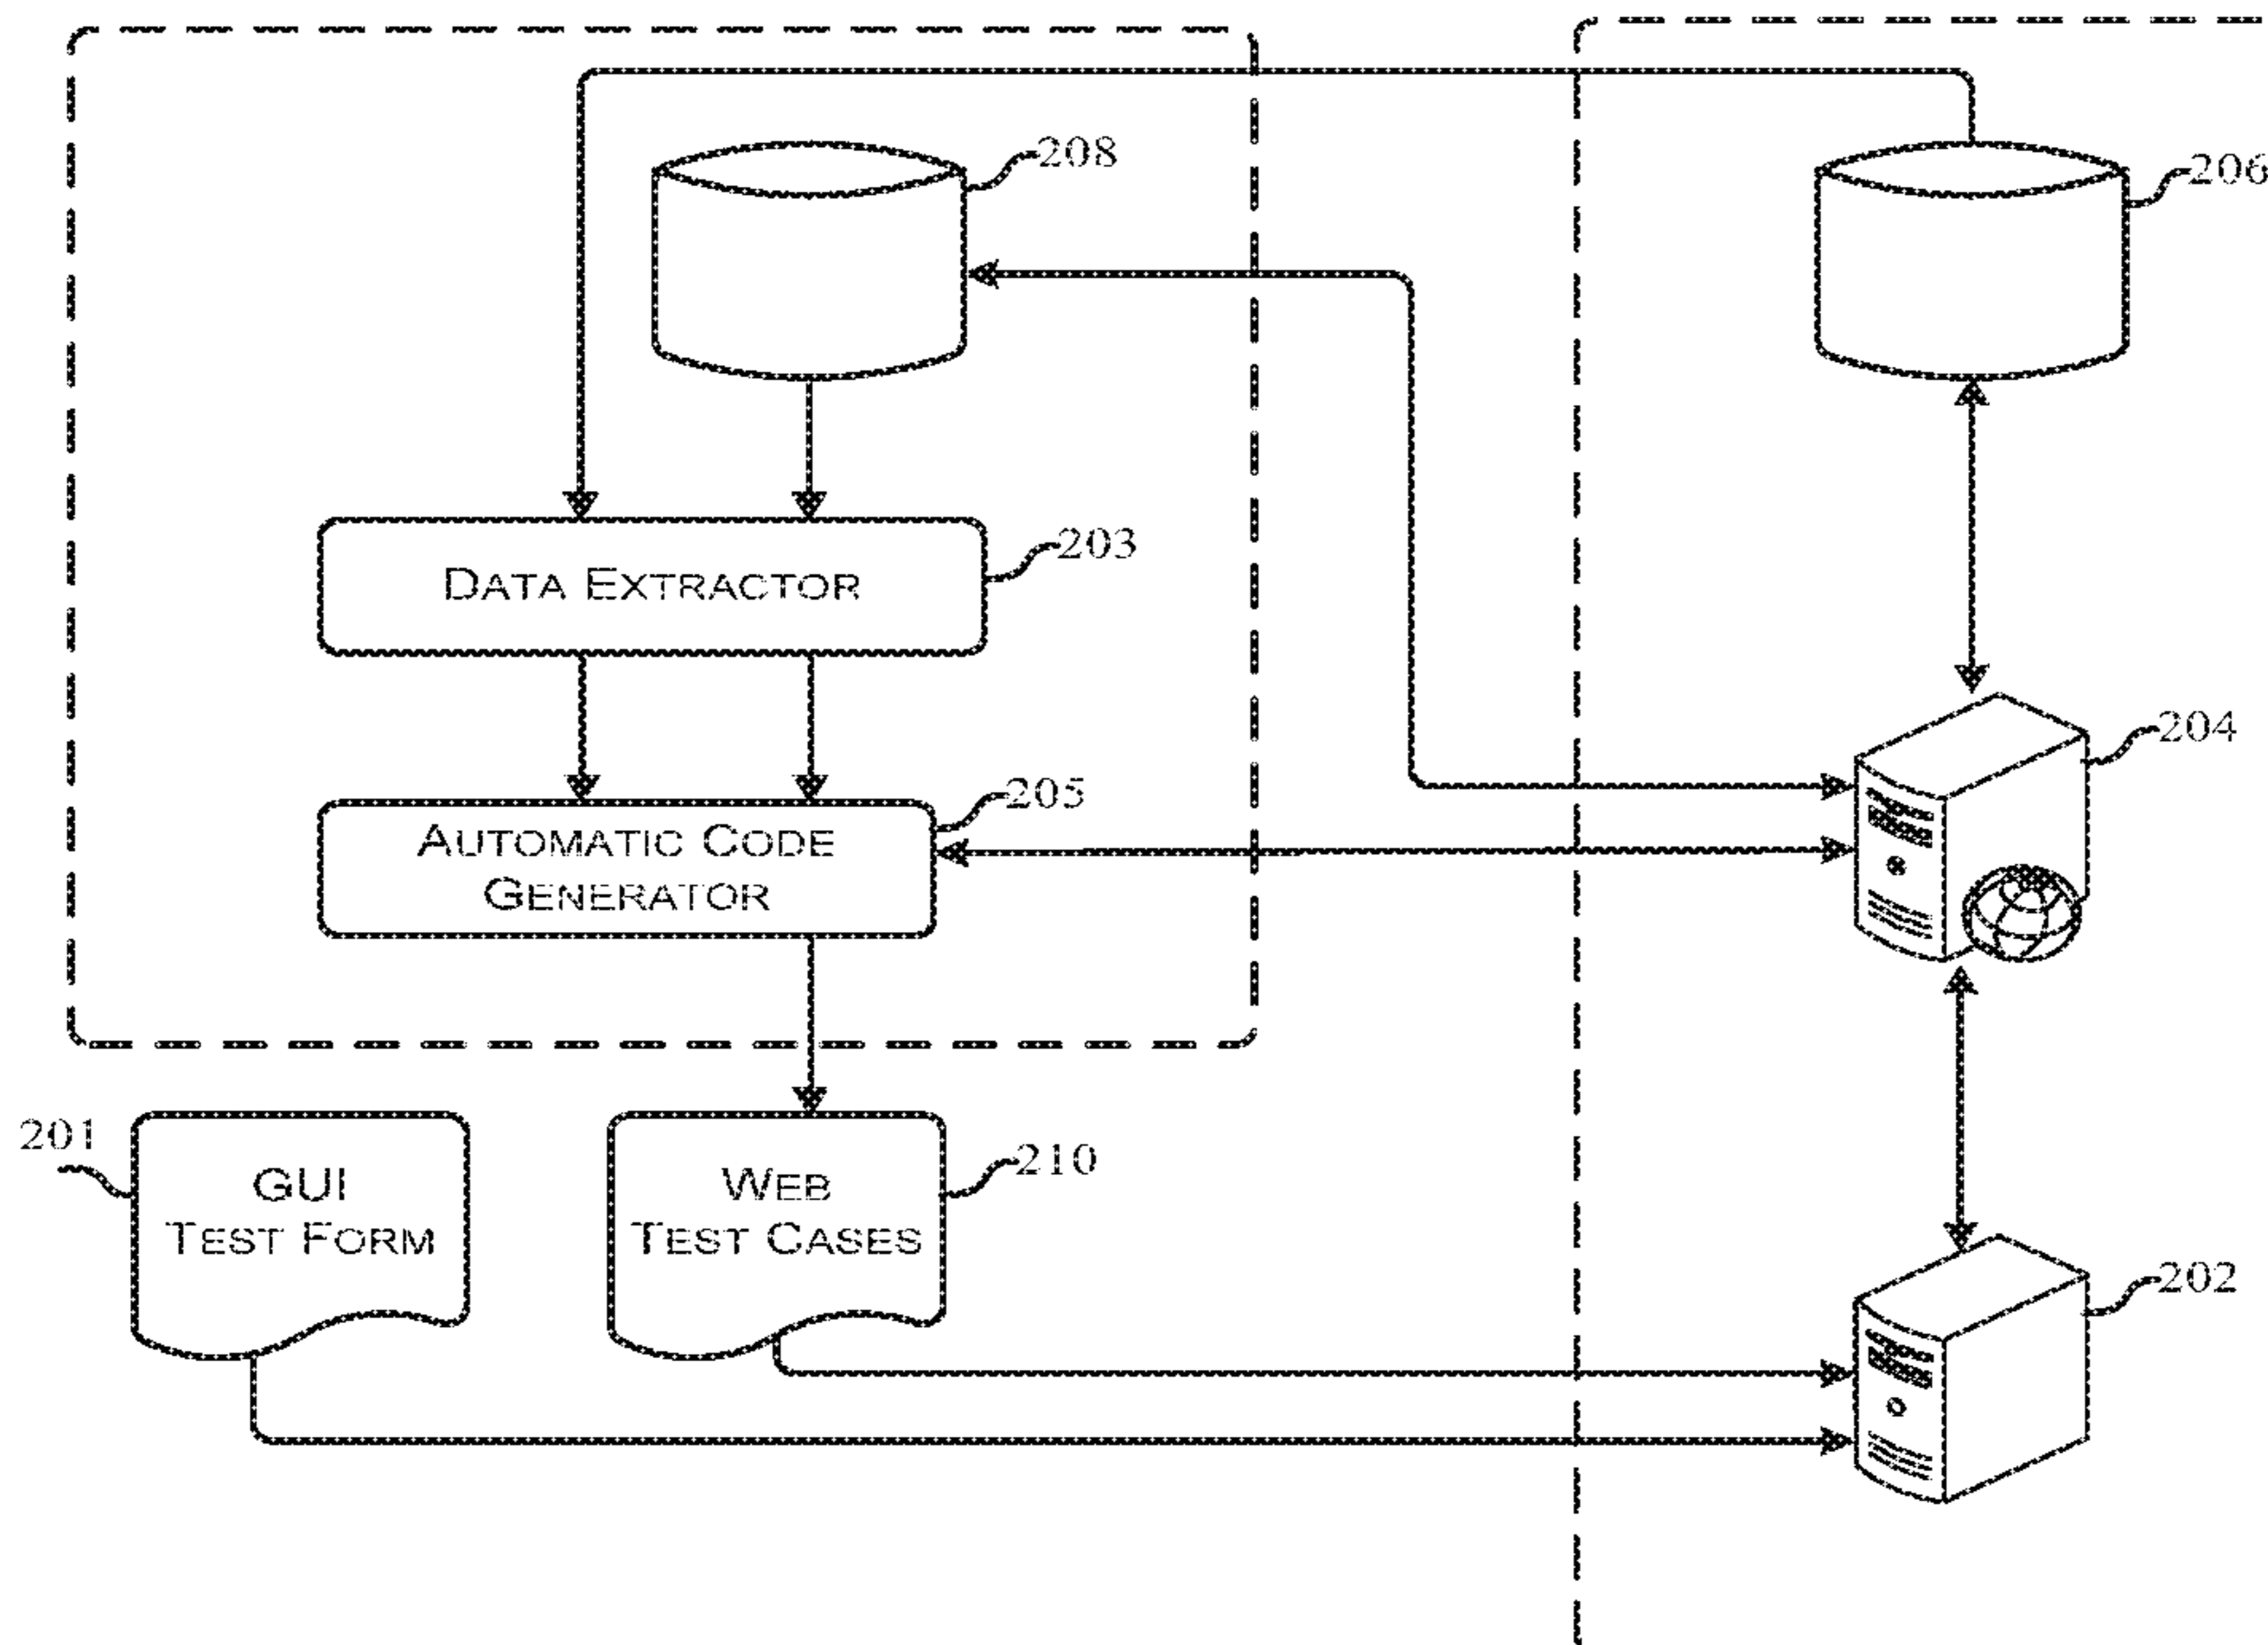 208
206
203
DATA EXTRACTOR
204
205
AUTOMATIC CODE
GENERATOR
201
GUI
TEST FORM
210
WEB
TEST CASES
202